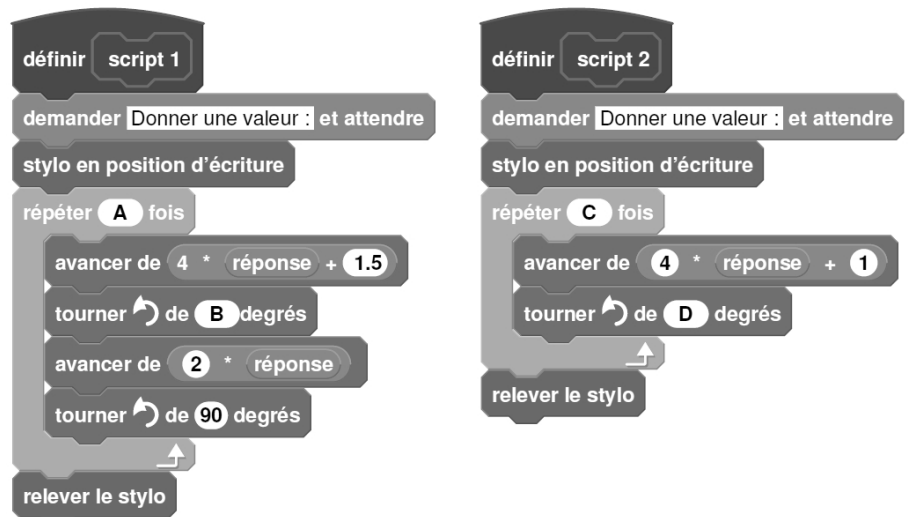 définir script 1
demander Donner une valeur : et attendre
stylo en position d'écriture
répéter A fois
avancer de 4 * réponse + 1.5
tourner de B degrés
avancer de 2 * réponse
tourner de 90 degrés
relever le stylo
définir script 2
demander Donner une valeur : et attendre
stylo en position d'écriture
répéter C fois
avancer de 4 * réponse + 1
tourner de D degrés
relever le stylo